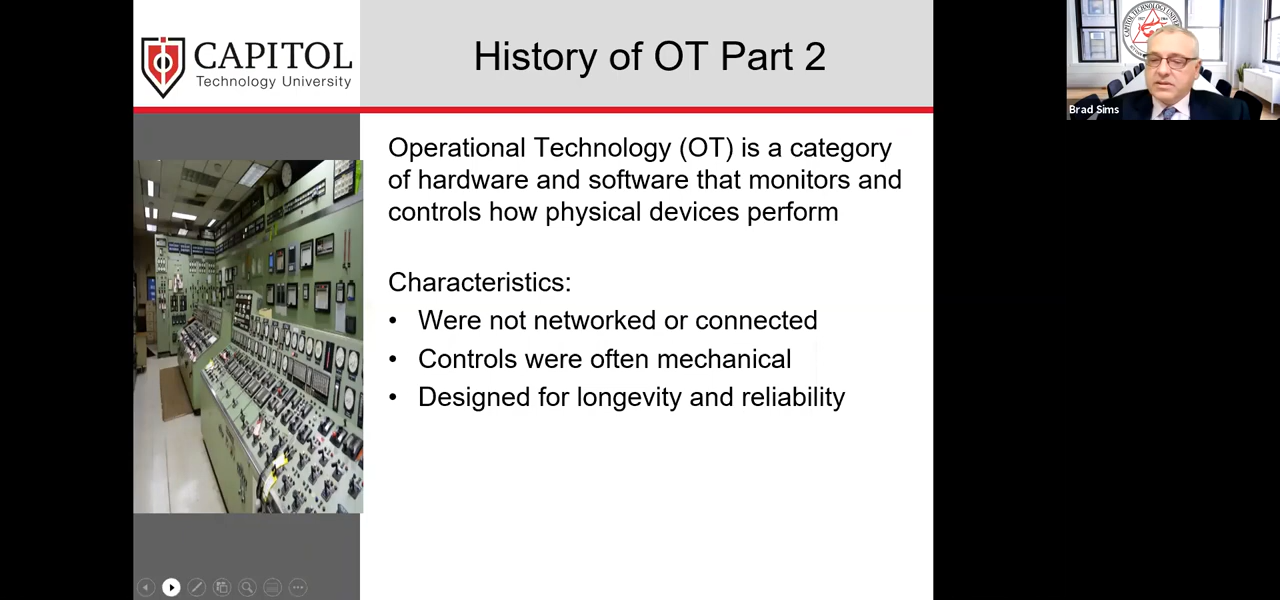 CAPITOL
Technology University
History of OT Part 2
Brad Sims
Operational Technology (OT) is a category
of hardware and software that monitors and
controls how physical devices perform
Characteristics:
• Were not networked or connected
• Controls were often mechanical
• Designed for longevity and reliability